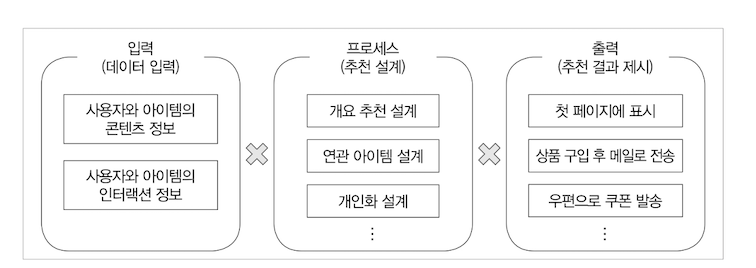 입력
(데이터 입력)
사용자와 아이템의
콘텐츠 정보
사용자와 아이템의
인터랙션 정보
프로세스
(추천 설계)
개요 추천 설계
연관 아이템 설계
개인화 설계
⋮
출력
(추천 결과 제시)
첫 페이지에 표시
상품 구입 후 메일로 전송
우편으로 쿠폰 발송
⋮